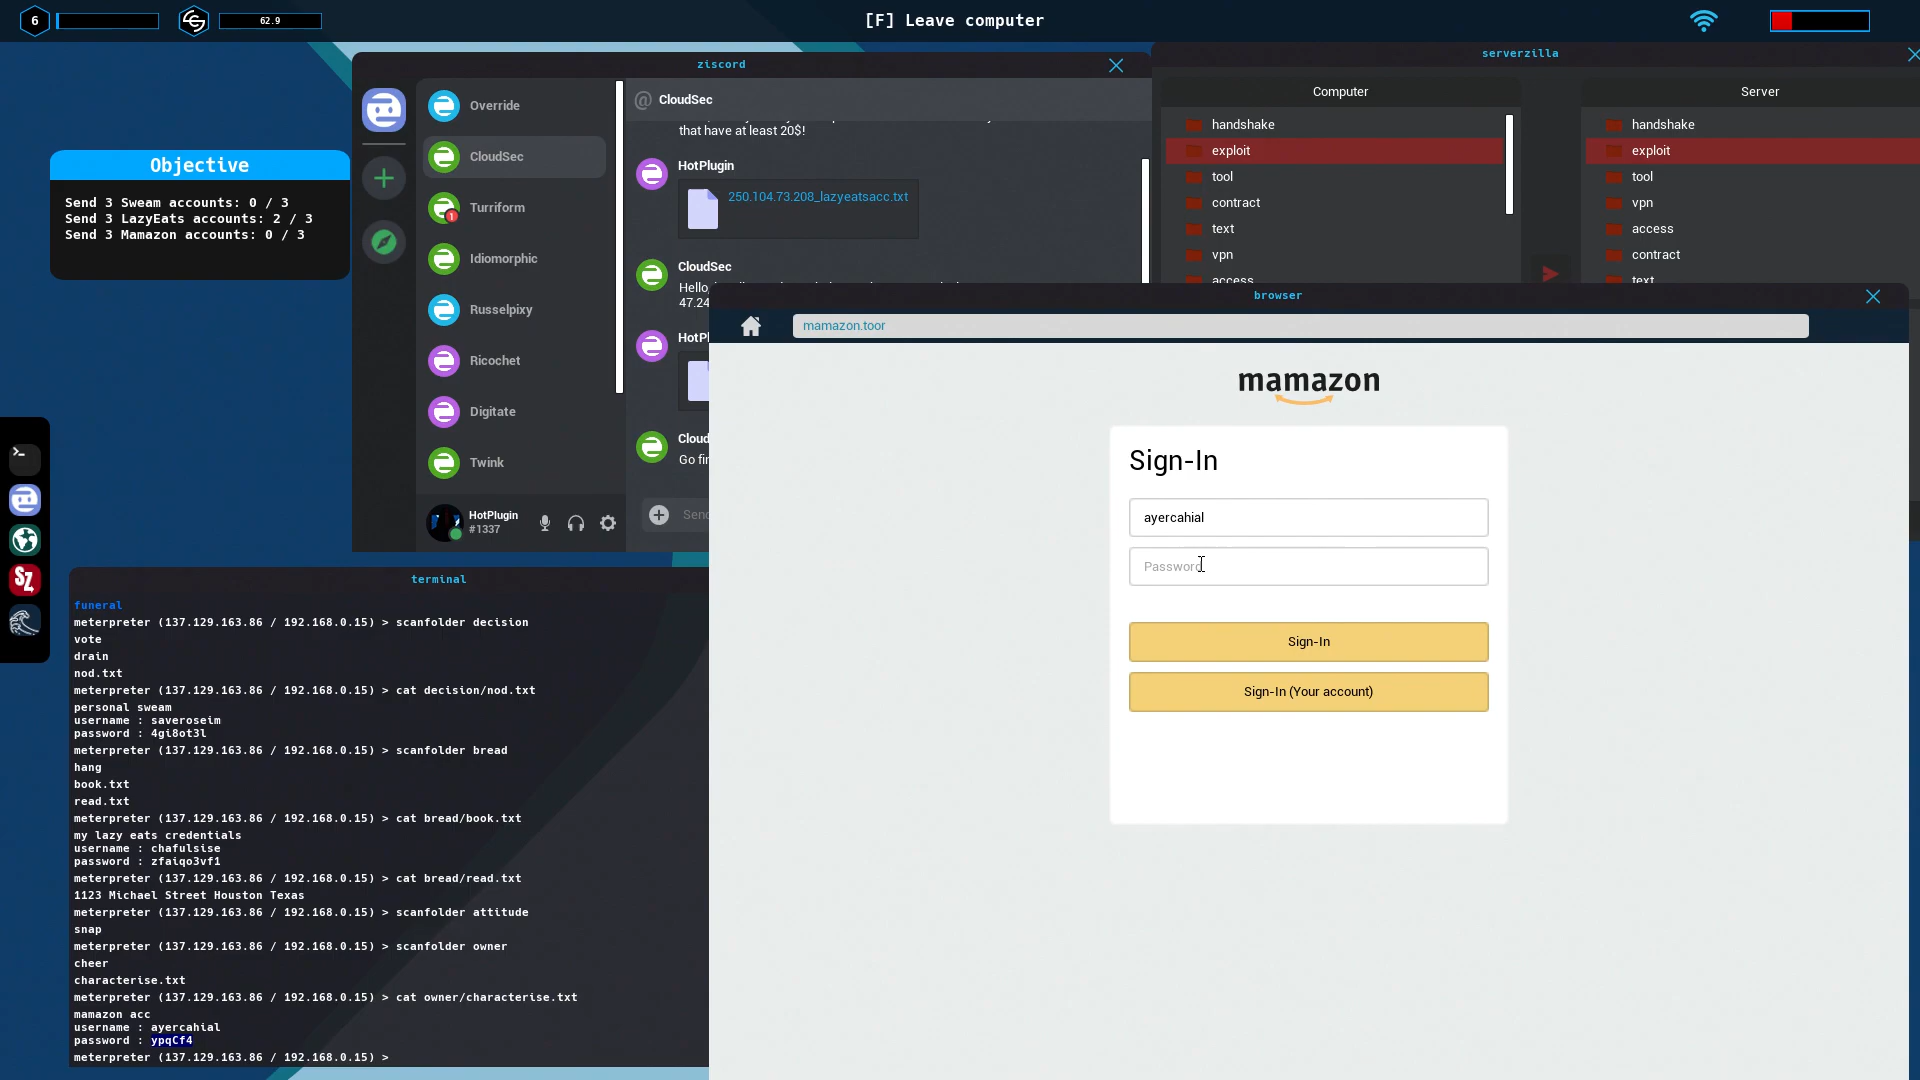 6
62.9
[F] Leave computer
Objective
Send 3 Sweam accounts: 0 / 3
Send 3 LazyEats accounts: 2 / 3
Send 3 Mamazon accounts: 0 / 3
ziscord
Override
CloudSec
Turriform
1
Idiomorphic
Russelpixy
Ricochet
Digitate
Twink
HotPlugin
#1337
@ CloudSec
that have at least 20$!
HotPlugin
250.104.73.208_lazyeatsacc.txt
CloudSec
Hello,
47.24
HotPl
Cloud
Go fir
Send
serverzilla
Computer
handshake
exploit
tool
contract
text
vpn
access
Server
handshake
exploit
tool
vpn
access
contract
text
browser
mamazon.toor
mamazon
Sign-In
ayercahial
Password
Sign-In
Sign-In (Your account)
>_
SZ
terminal
funeral
meterpreter (137.129.163.86 / 192.168.0.15) > scanfolder decision
vote
drain
nod.txt
meterpreter (137.129.163.86 / 192.168.0.15) > cat decision/nod.txt
personal sweam
username : saveroseim
password : 4gi8ot3l
meterpreter (137.129.163.86 / 192.168.0.15) > scanfolder bread
hang
book.txt
read.txt
meterpreter (137.129.163.86 / 192.168.0.15) > cat bread/book.txt
my lazy eats credentials
username : chafulsise
password : zfaiqo3vf1
meterpreter (137.129.163.86 / 192.168.0.15) > cat bread/read.txt
1123 Michael Street Houston Texas
meterpreter (137.129.163.86 / 192.168.0.15) > scanfolder attitude
snap
meterpreter (137.129.163.86 / 192.168.0.15) > scanfolder owner
cheer
characterise.txt
meterpreter (137.129.163.86 / 192.168.0.15) > cat owner/characterise.txt
mamazon acc
username : ayercahial
password : ypqCf4
meterpreter (137.129.163.86 / 192.168.0.15) >